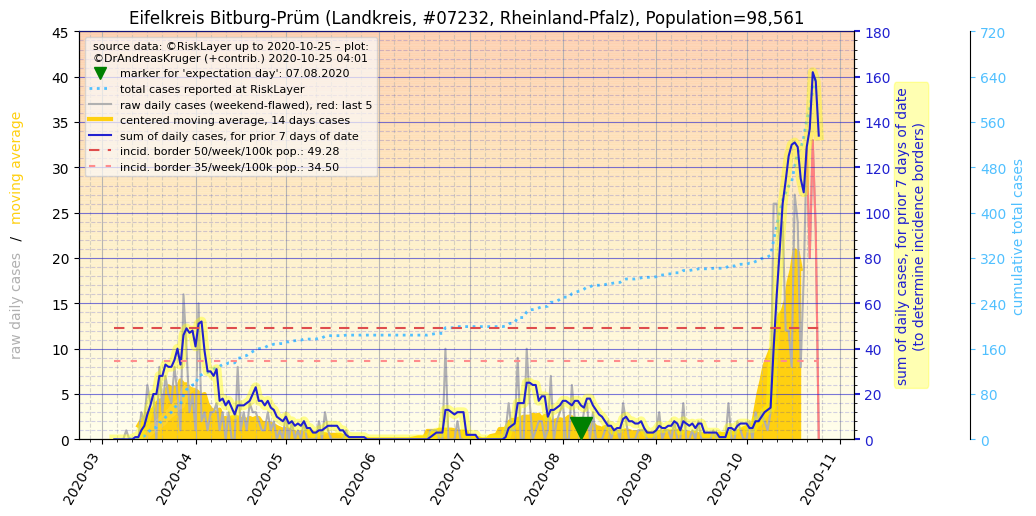 Eifelkreis Bitburg-Prüm (Landkreis, #07232, Rheinland-Pfalz), Population=98,561
source data: ©RiskLayer up to 2020-10-25 – plot:
©DrAndreasKruger (+contrib.) 2020-10-25 04:01
marker for 'expectation day': 07.08.2020
total cases reported at RiskLayer
raw daily cases (weekend-flawed), red: last 5
centered moving average, 14 days cases
sum of daily cases, for prior 7 days of date
incid. border 50/week/100k pop.: 49.28
incid. border 35/week/100k pop.: 34.50
raw daily cases / moving average
45
40
35
30
25
20
15
10
5
0
180
160
140
120
100
80
60
40
20
0
sum of daily cases, for prior 7 days of date
(to determine incidence borders)
720
640
560
480
400
320
240
160
80
0
cumulative total cases
2020-03
2020-04
2020-05
2020-06
2020-07
2020-08
2020-09
2020-10
2020-11